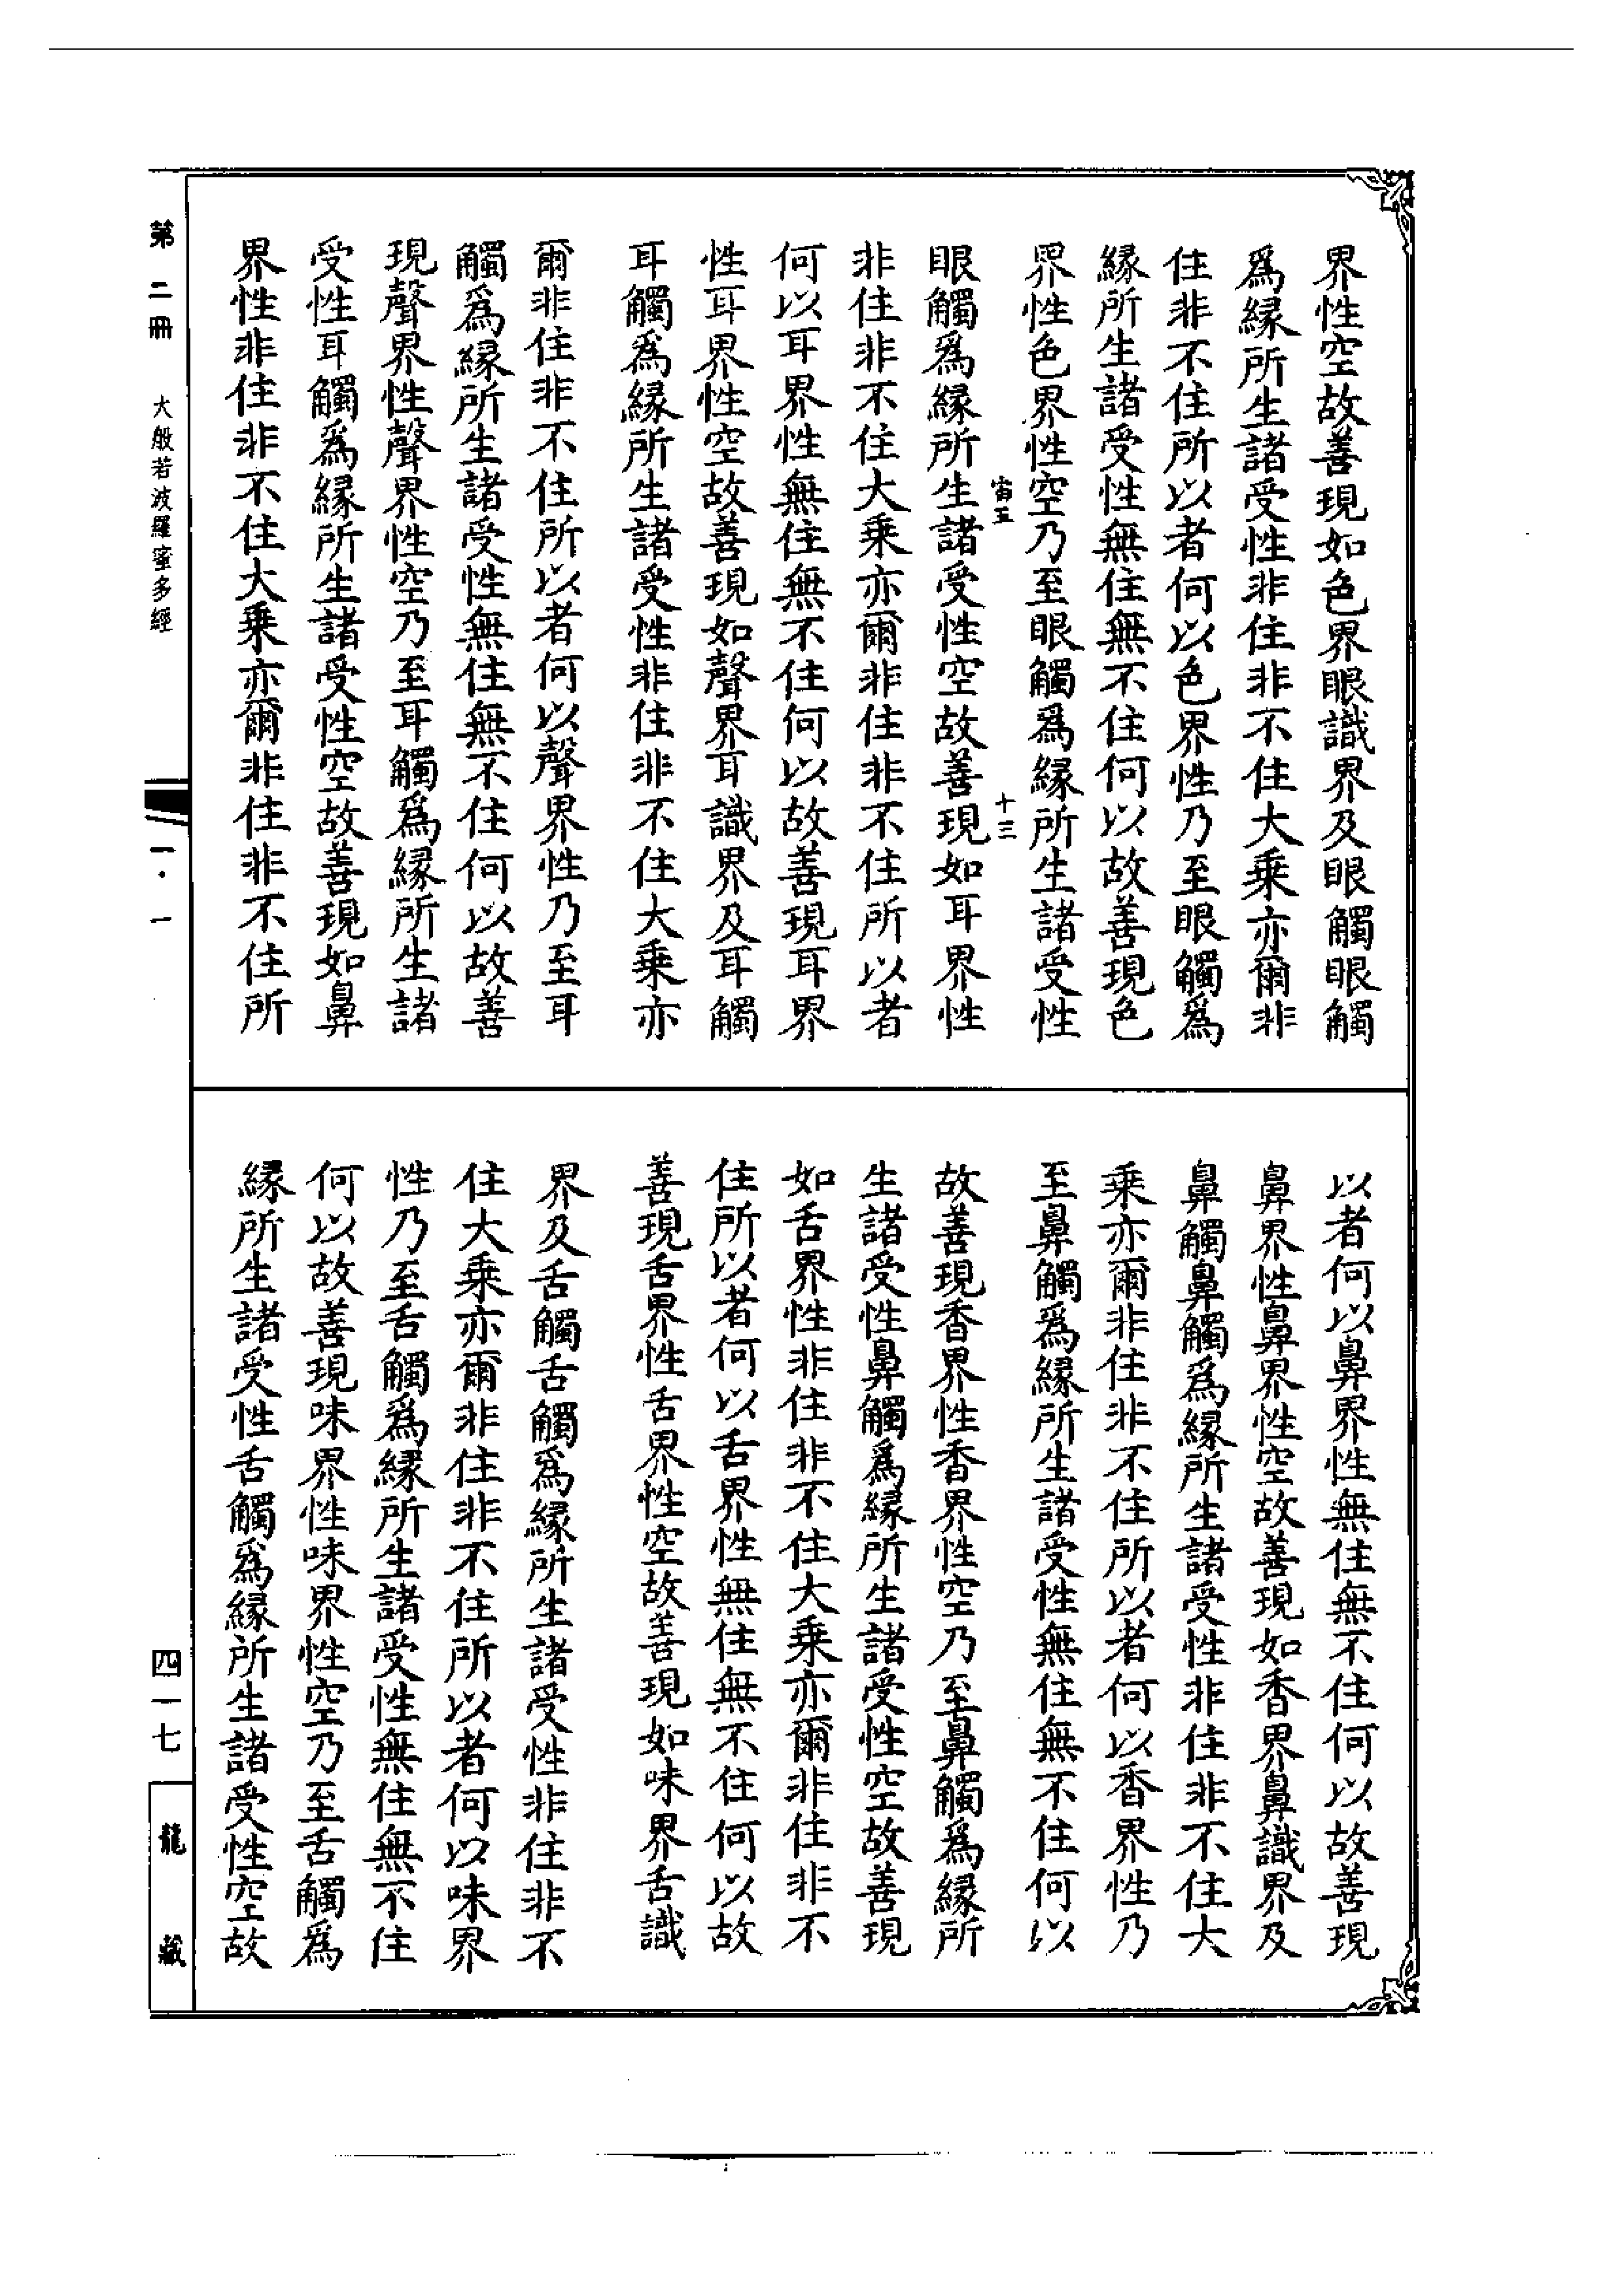 界性空故善現如色界眼識界及眼觸眼觸
爲緣所生諸受性非住非不住大乘亦爾非
住非不住所以者何以色界性乃至眼觸爲
緣所生諸受性無住無不住何以故善現色
界性色界性空乃至眼觸爲緣所生諸受性
宙五 十三
眼觸爲緣所生諸受性空故善現如耳界性
非住非不住大乘亦爾非住非不住所以者
何以耳界性無住無不住何以故善現耳界
性耳界性空故善現如聲界耳識界及耳觸
耳觸爲緣所生諸受性非住非不住大乘亦
爾非住非不住所以者何以聲界性乃至耳
觸爲緣所生諸受性無住無不住何以故善
現聲界性聲界性空乃至耳觸爲緣所生諸
受性耳觸爲緣所生諸受性空故善現如鼻
界性非住非不住大乘亦爾非住非不住所
以者何以鼻界性無住無不住何以故善現
鼻界性鼻界性空故善現如香界鼻識界及
鼻觸鼻觸爲緣所生諸受性非住非不住大
乘亦爾非住非不住所以者何以香界性乃
至鼻觸爲緣所生諸受性無住無不住何以
故善現香界性香界性空乃至鼻觸爲緣所
生諸受性鼻觸爲緣所生諸受性空故善現
如舌界性非住非不住大乘亦爾非住非不
住所以者何以舌界性無住無不住何以故
善現舌界性舌界性空故善現如味界舌識
界及舌觸舌觸爲緣所生諸受性非住非不
住大乘亦爾非住非不住所以者何以味界
性乃至舌觸爲緣所生諸受性無住無不住
何以故善現味界性味界性空乃至舌觸爲
緣所生諸受性舌觸爲緣所生諸受性空故
第二冊 大般若波羅蜜多經 一·一 四一七 龍藏